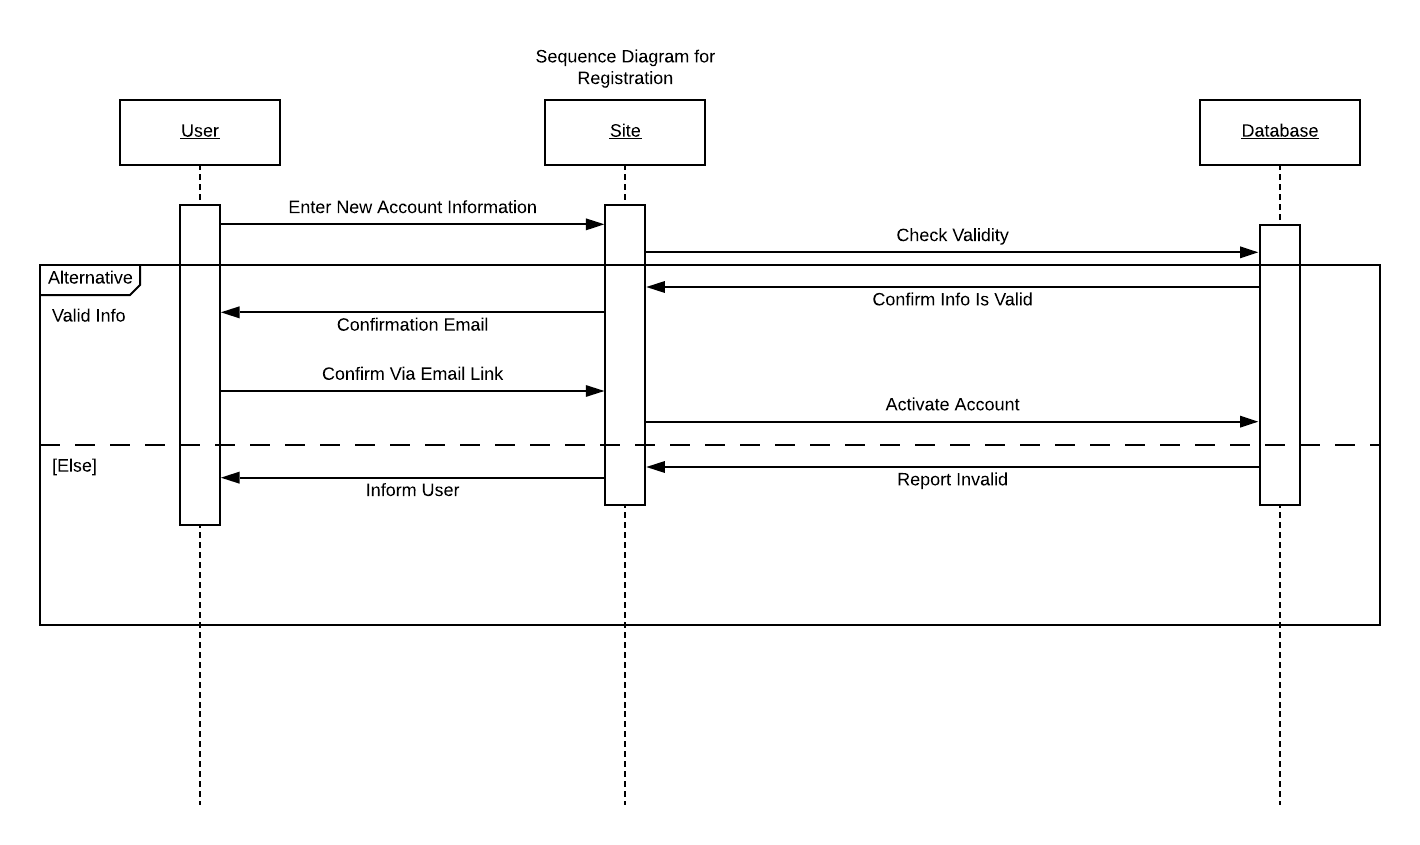 Sequence Diagram for
Registration
User
Site
Database
Enter New Account Information
Check Validity
Alternative
Confirm Info Is Valid
Valid Info
Confirmation Email
Confirm Via Email Link
Activate Account
[Else]
Report Invalid
Inform User